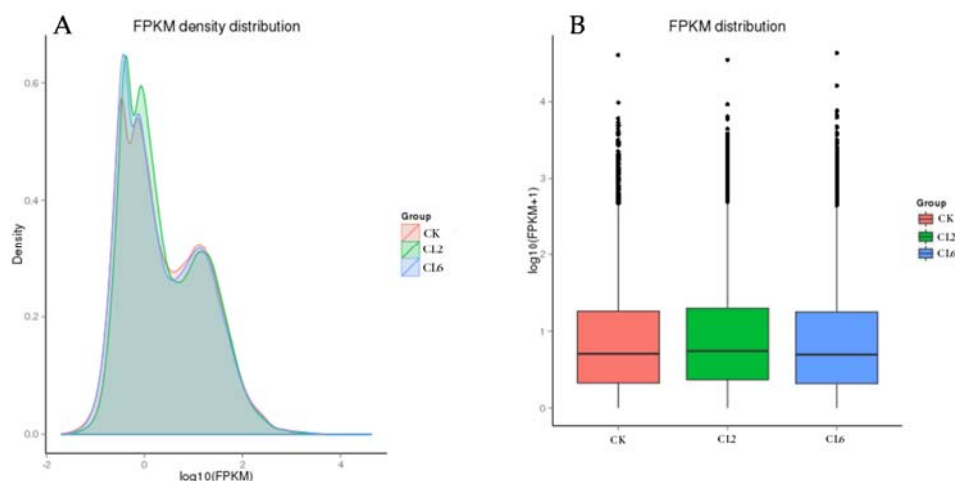 A
FPKM density distribution
0.6
0.4
0.2
0.0
Density
-2
0
2
4
log10(FPKM)
Group
CK
CL2
CL6
B
FPKM distribution
4
3
2
1
0
log10(FPKM+1)
CK
CL2
CL6
Group
CK
CL2
CL6